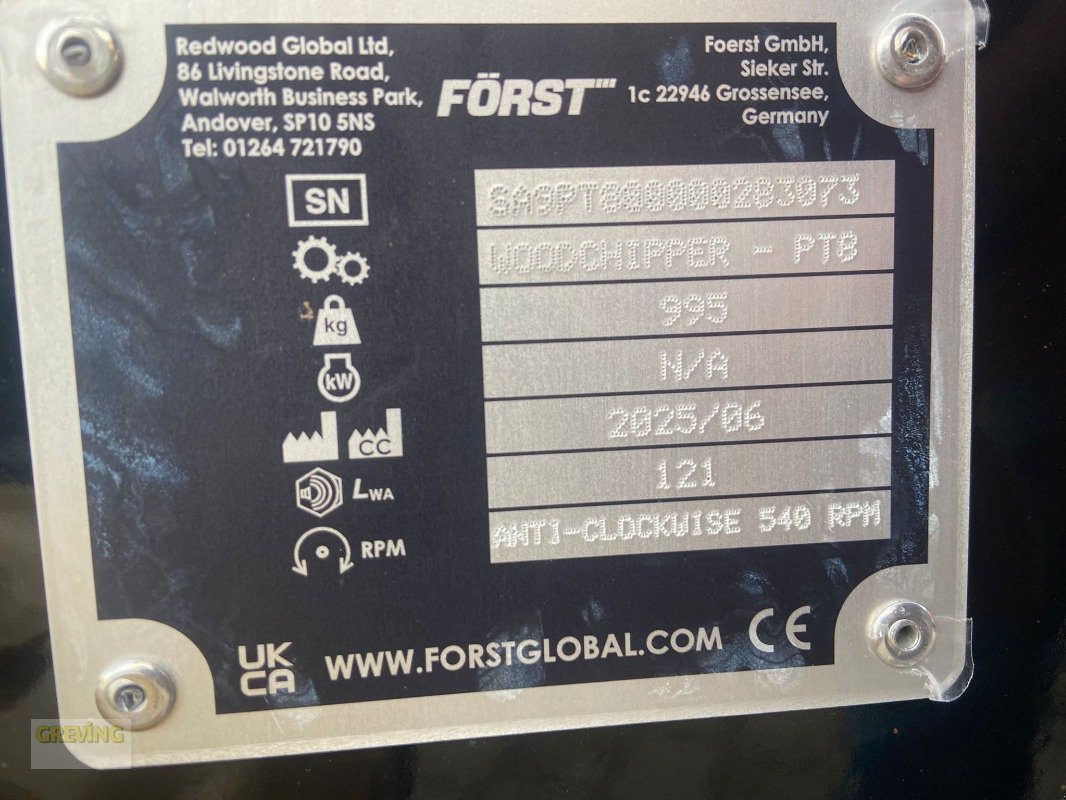 Redwood Global Ltd,
86 Livingstone Road,
Walworth Business Park,
Andover, SP10 5NS
Tel: 01264 721790
FÖRST
Foerst GmbH,
Sieker Str.
1c 22946 Grossensee,
Germany
SN
WOODCHIPPER - PT8
kg
995
kW
N/A
CC
2025/06
LWA
121
RPM
ANTI-CLOCKWISE 540 RPM
UK
CA
WWW.FORSTGLOBAL.COM
CE
GREVING